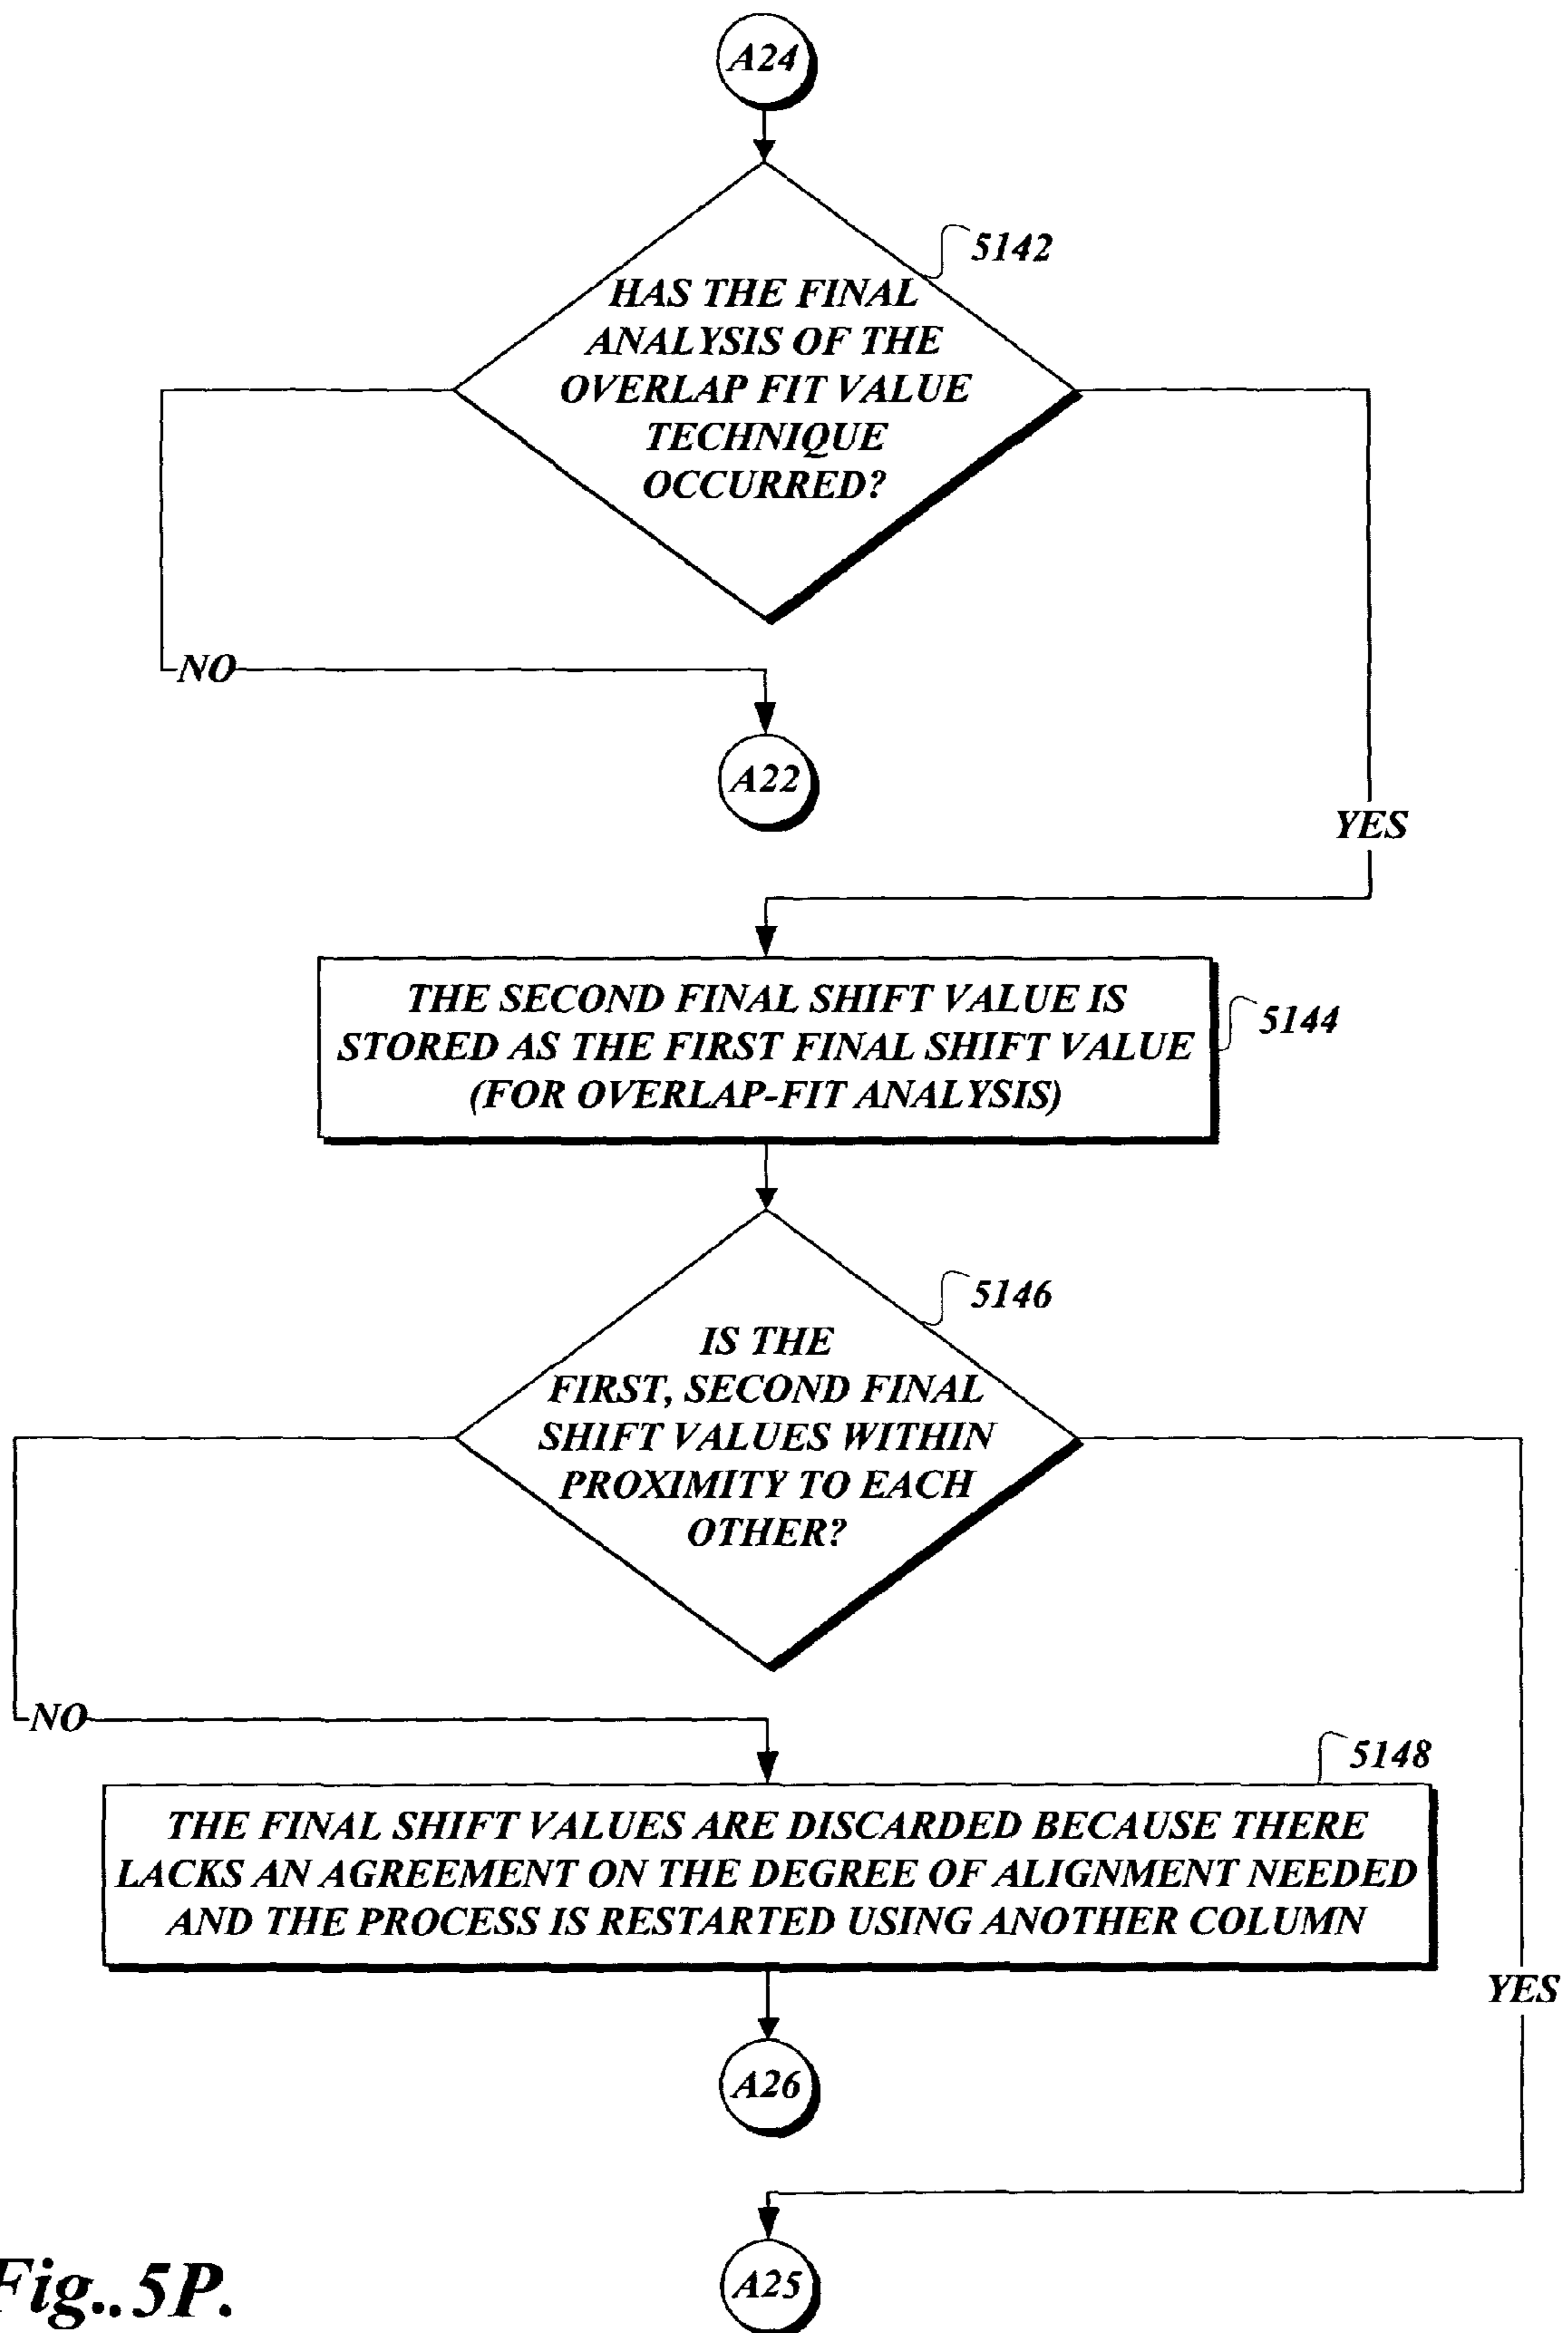 A24
5142
HAS THE FINAL
ANALYSIS OF THE
OVERLAP FIT VALUE
TECHNIQUE
OCCURRED?
NO
A22
YES
THE SECOND FINAL SHIFT VALUE IS
STORED AS THE FIRST FINAL SHIFT VALUE
(FOR OVERLAP-FIT ANALYSIS)
5144
5146
IS THE
FIRST, SECOND FINAL
SHIFT VALUES WITHIN
PROXIMITY TO EACH
OTHER?
NO
5148
THE FINAL SHIFT VALUES ARE DISCARDED BECAUSE THERE
LACKS AN AGREEMENT ON THE DEGREE OF ALIGNMENT NEEDED
AND THE PROCESS IS RESTARTED USING ANOTHER COLUMN
YES
A26
A25
Fig..5P.